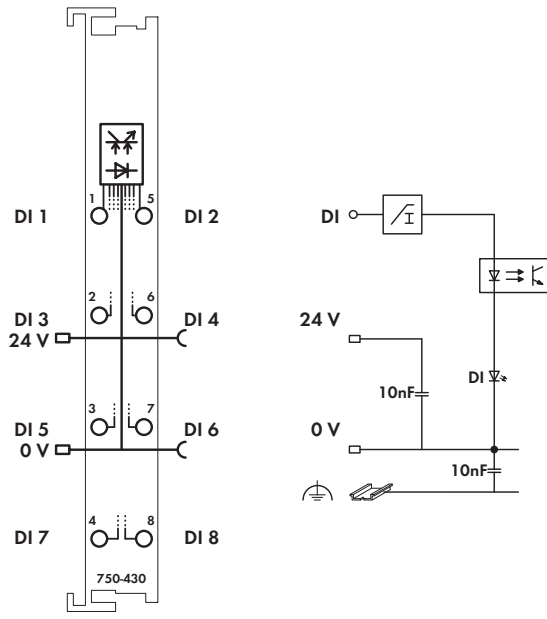 1 5
DI 1 DI 2
2 6
DI 3 DI 4
24 V
3 7
DI 5 DI 6
0 V
4 8
DI 7 DI 8
750-430
DI
24 V
DI
10nF
0 V
10nF